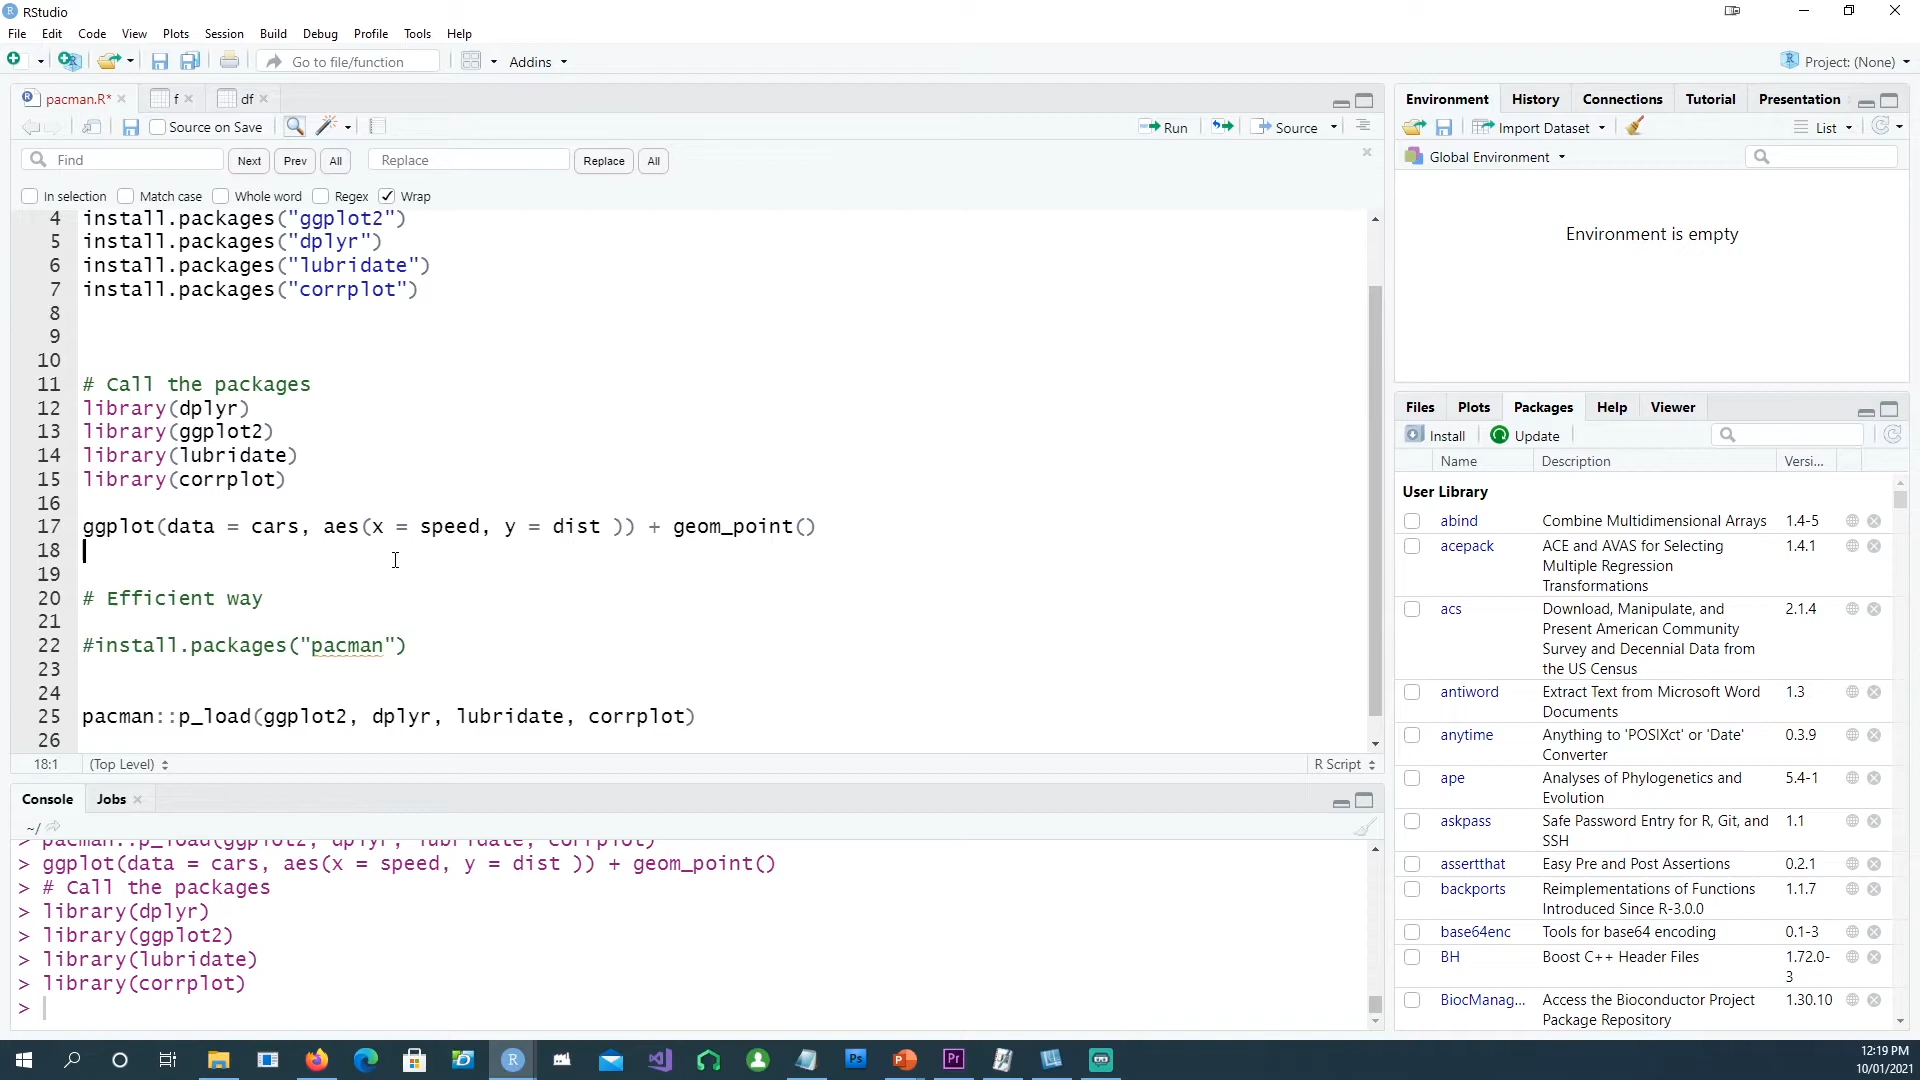 RStudio
File Edit Code View Plots Session Build Debug Profile Tools Help
Go to file/function Addins Project: (None)
pacman.R* f df
Source on Save Run Source
Find Next Prev All Replace Replace All
In selection Match case Whole word Regex Wrap
4 install.packages("ggplot2")
5 install.packages("dplyr")
6 install.packages("lubridate")
7 install.packages("corrplot")
8
9
10
11 # Call the packages
12 library(dplyr)
13 library(ggplot2)
14 library(lubridate)
15 library(corrplot)
16
17 ggplot(data = cars, aes(x = speed, y = dist )) + geom_point()
18
19
20 # Efficient way
21
22 #install.packages("pacman")
23
24
25 pacman::p_load(ggplot2, dplyr, lubridate, corrplot)
26
18:1 (Top Level) R Script
Console Jobs
~/
> pacman::p_load(ggplot2, dplyr, lubridate, corrplot)
> ggplot(data = cars, aes(x = speed, y = dist )) + geom_point()
> # Call the packages
> library(dplyr)
> library(ggplot2)
> library(lubridate)
> library(corrplot)
>
Environment History Connections Tutorial Presentation
Import Dataset List
Global Environment
Environment is empty
Files Plots Packages Help Viewer
Install Update
Name Description Versi...
User Library
abind Combine Multidimensional Arrays 1.4-5
acepack ACE and AVAS for Selecting 1.4.1
Multiple Regression
Transformations
acs Download, Manipulate, and 2.1.4
Present American Community
Survey and Decennial Data from
the US Census
antiword Extract Text from Microsoft Word 1.3
Documents
anytime Anything to 'POSIXct' or 'Date' 0.3.9
Converter
ape Analyses of Phylogenetics and 5.4-1
Evolution
askpass Safe Password Entry for R, Git, and 1.1
SSH
assertthat Easy Pre and Post Assertions 0.2.1
backports Reimplementations of Functions 1.1.7
Introduced Since R-3.0.0
base64enc Tools for base64 encoding 0.1-3
BH Boost C++ Header Files 1.72.0-
3
BiocManag... Access the Bioconductor Project 1.30.10
Package Repository
R Ps Pr
12:19 PM
10/01/2021